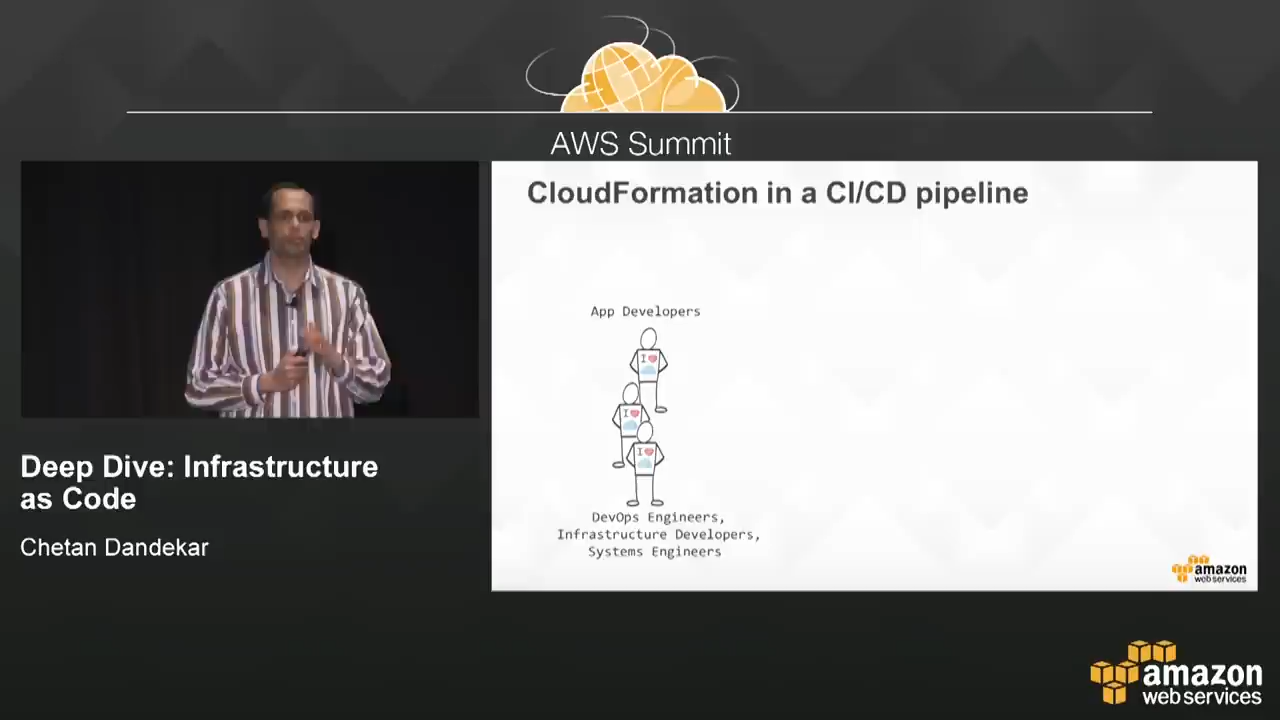 AWS Summit
CloudFormation in a CI/CD pipeline
App Developers
I
I
I
DevOps Engineers,
Infrastructure Developers,
Systems Engineers
amazon
web services
Deep Dive: Infrastructure
as Code
Chetan Dandekar
amazon
web services